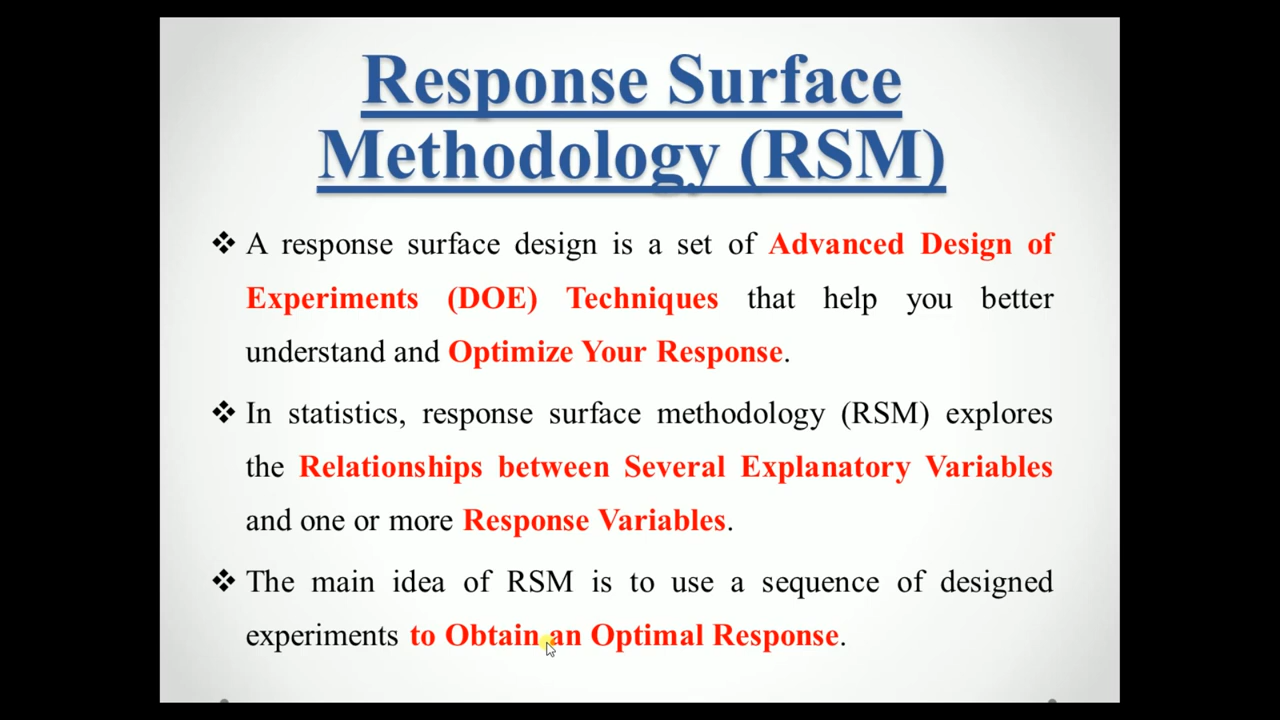 Response Surface
Methodology (RSM)
❖ A response surface design is a set of Advanced Design of
Experiments (DOE) Techniques that help you better
understand and Optimize Your Response.
❖ In statistics, response surface methodology (RSM) explores
the Relationships between Several Explanatory Variables
and one or more Response Variables.
❖ The main idea of RSM is to use a sequence of designed
experiments to Obtain an Optimal Response.